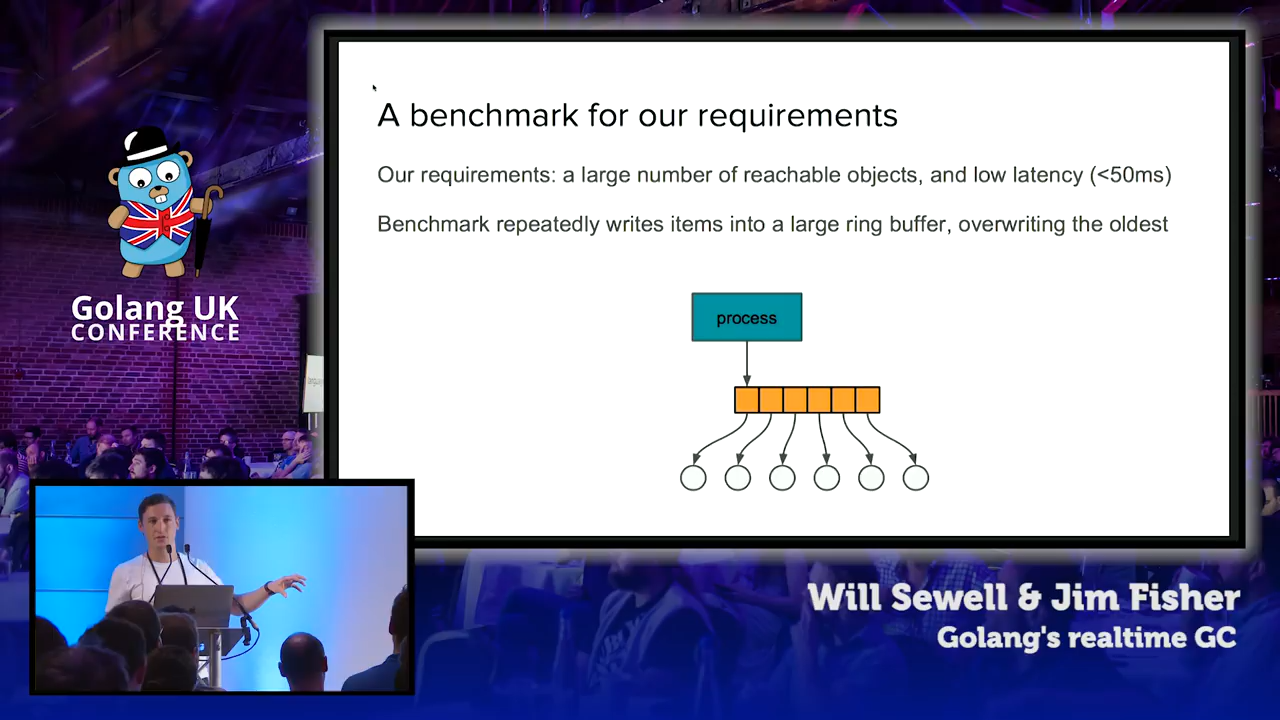 A benchmark for our requirements
Our requirements: a large number of reachable objects, and low latency (<50ms)
Benchmark repeatedly writes items into a large ring buffer, overwriting the oldest
process
Golang UK
CONFERENCE
Will Sewell & Jim Fisher
Golang's realtime GC